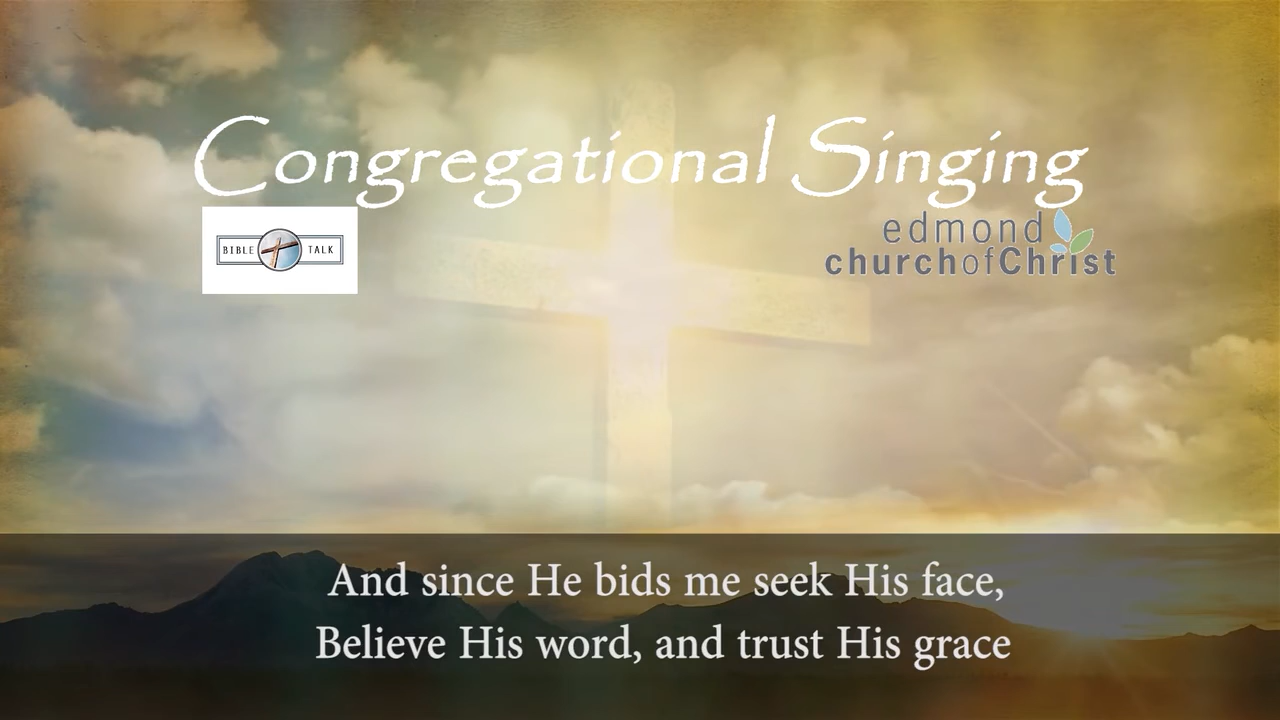 Congregational Singing
BIBLE TALK
edmond
churchofChrist
And since He bids me seek His face,
Believe His word, and trust His grace